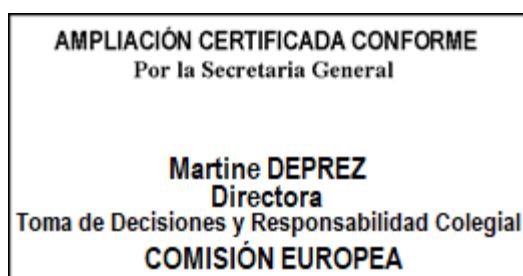 AMPLIACIÓN CERTIFICADA CONFORME
Por la Secretaria General
Martine DEPREZ
Directora
Toma de Decisiones y Responsabilidad Colegial
COMISIÓN EUROPEA